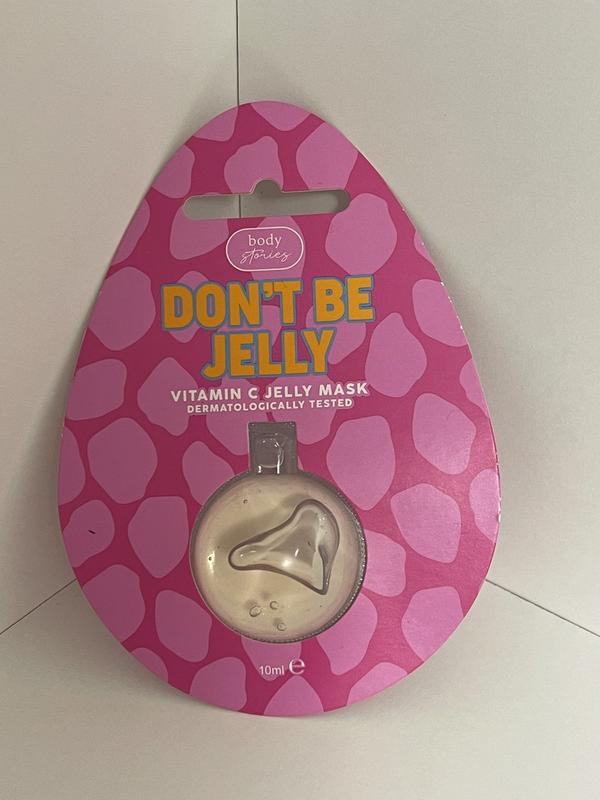 body
stories
DON'T BE
JELLY
VITAMIN C JELLY MASK
DERMATOLOGICALLY TESTED
10ml ℮